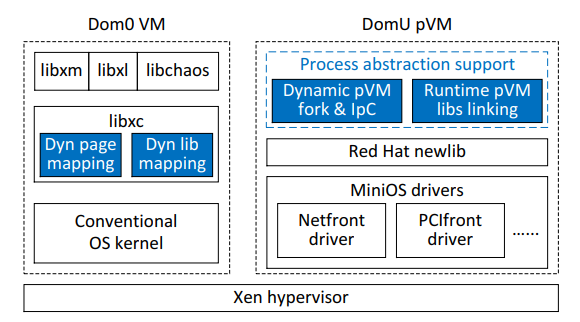 Dom0 VM
DomU pVM
libxm
libxl
libchaos
libxc
Dyn page
mapping
Dyn lib
mapping
Conventional
OS kernel
Process abstraction support
Dynamic pVM
fork & IpC
Runtime pVM
libs linking
Red Hat newlib
MiniOS drivers
Netfront
driver
PCIfront
driver
......
Xen hypervisor